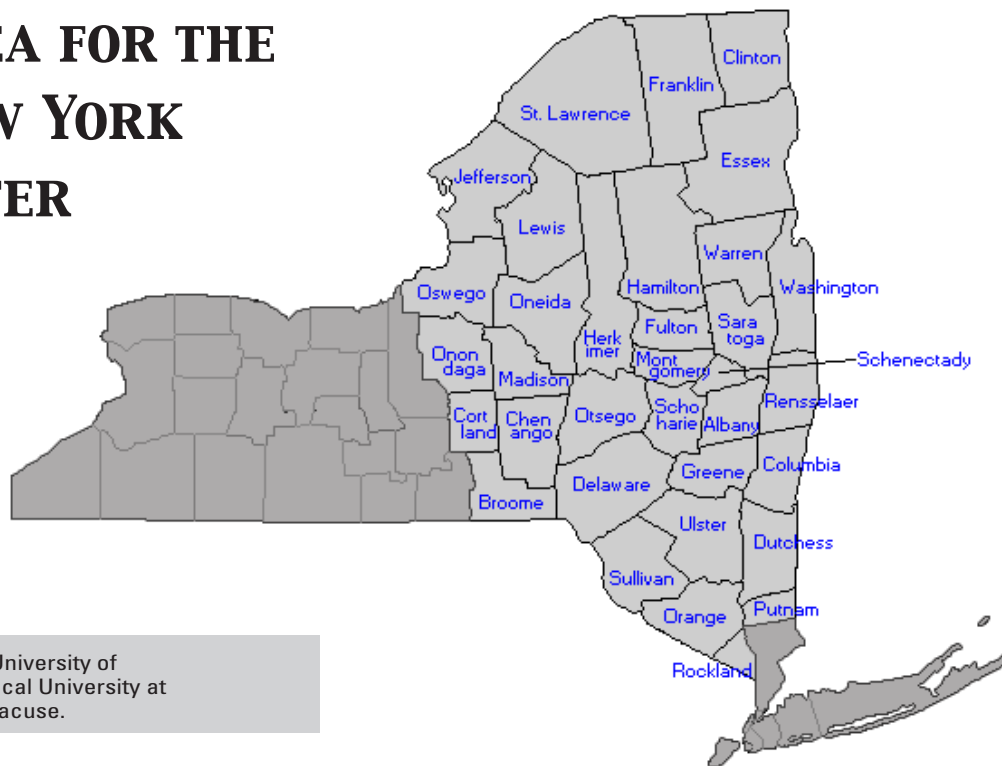 EA FOR THE
W YORK
TER
Clinton
Franklin
St. Lawrence
Essex
Jefferson
Lewis
Warren
Hamilton
Washington
Oswego
Oneida
Fulton
Sara
toga
Herk
imer
Onon
daga
Mont
gomery
Schenectady
Madison
Rensselaer
Cort
land
Chen
ango
Otsego
Scho
harie
Albany
Greene
Columbia
Delaware
Broome
Ulster
Dutchess
Sullivan
Putnam
Orange
Rockland
University of
cal University at
acuse.